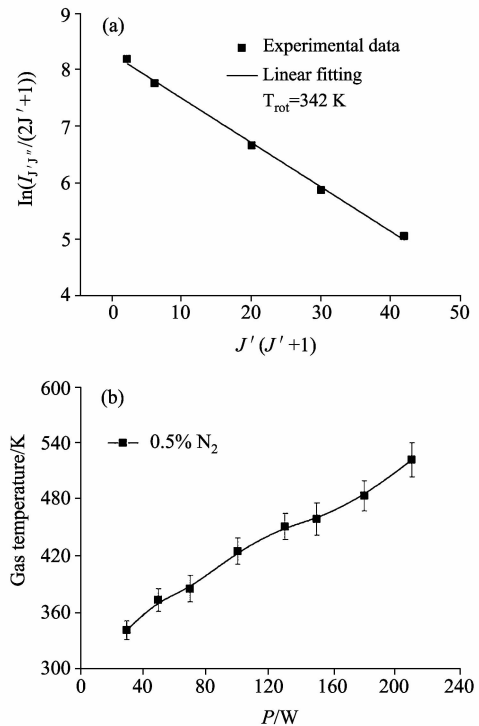 (a)
Experimental data
Linear fitting
T_rot=342 K
ln(I_J′J″/(2J′+1))
9
8
7
6
5
4
0 10 20 30 40 50
J′(J′+1)
(b)
0.5% N₂
Gas temperature/K
600
540
480
420
360
300
0 40 80 120 160 200 240
P/W